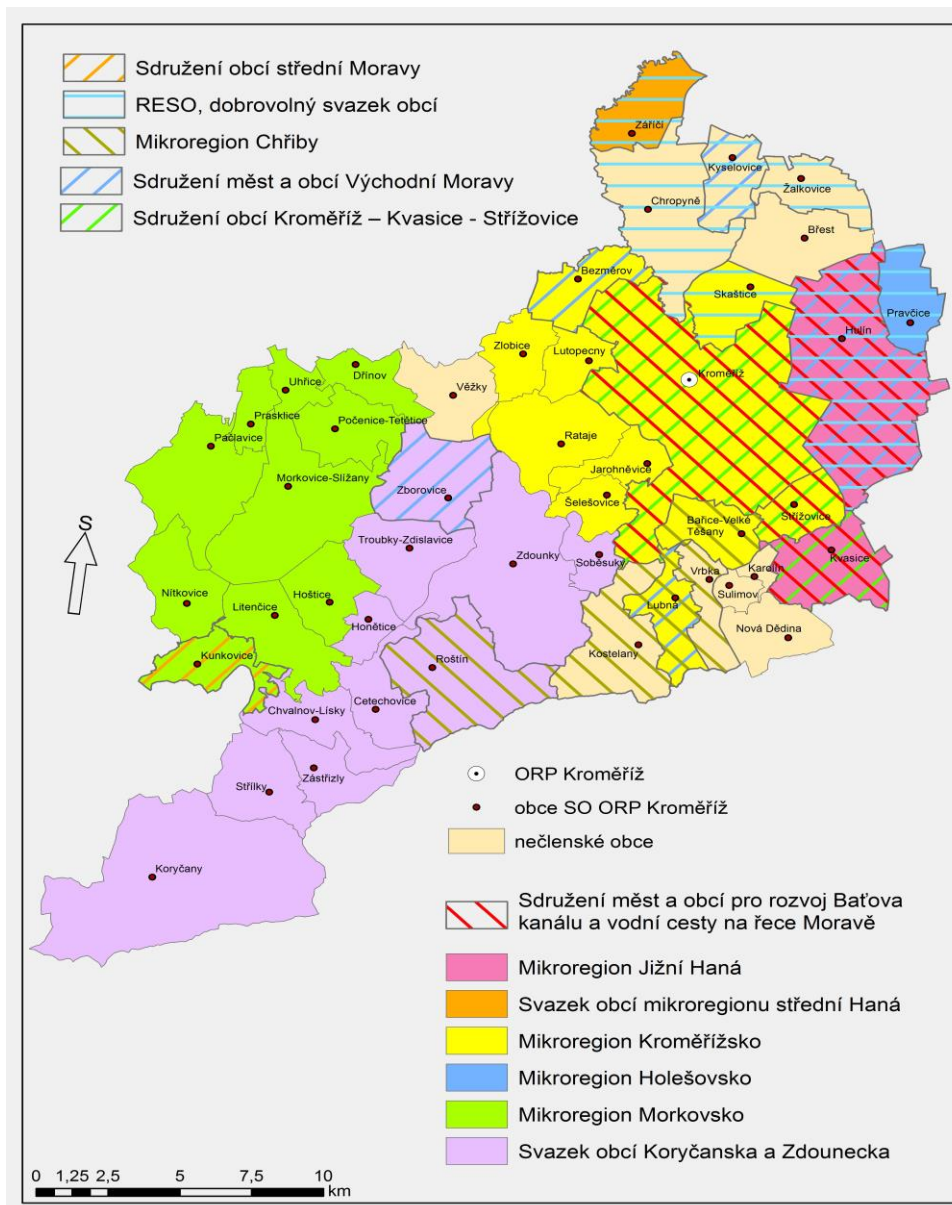 Sdružení obcí střední Moravy
RESO, dobrovolný svazek obcí
Mikroregion Chřiby
Sdružení měst a obcí Východní Moravy
Sdružení obcí Kroměříž – Kvasice - Střížovice
Záříčí
Kyselovice
Žalkovice
Chropyně
Břest
Bezměrov
Skaštice
Pravčice
Hulín
Zlobice
Lutopecny
Kroměříž
Dřínov
Uhřice
Věžky
Prasklice
Počenice-Tetětice
Pačlavice
Rataje
Jarohněvice
Morkovice-Slížany
Zborovice
Šelešovice
Střížovice
Bařice-Velké
Těšany
S
Troubky-Zdislavice
Zdounky
Soběsuky
Kvasice
Vrbka
Karolín
Sulimov
Nítkovice
Hoštice
Litenčice
Lubná
Honětice
Nová Dědina
Kunkovice
Roštín
Kostelany
Cetechovice
Chvalnov-Lísky
Zástřizly
Střílky
Koryčany
ORP Kroměříž
obce SO ORP Kroměříž
nečlenské obce
Sdružení měst a obcí pro rozvoj Baťova
kanálu a vodní cesty na řece Moravě
Mikroregion Jižní Haná
Svazek obcí mikroregionu střední Haná
Mikroregion Kroměřížsko
Mikroregion Holešovsko
Mikroregion Morkovsko
Svazek obcí Koryčanska a Zdounecka
0 1,25 2,5 5 7,5 10
km